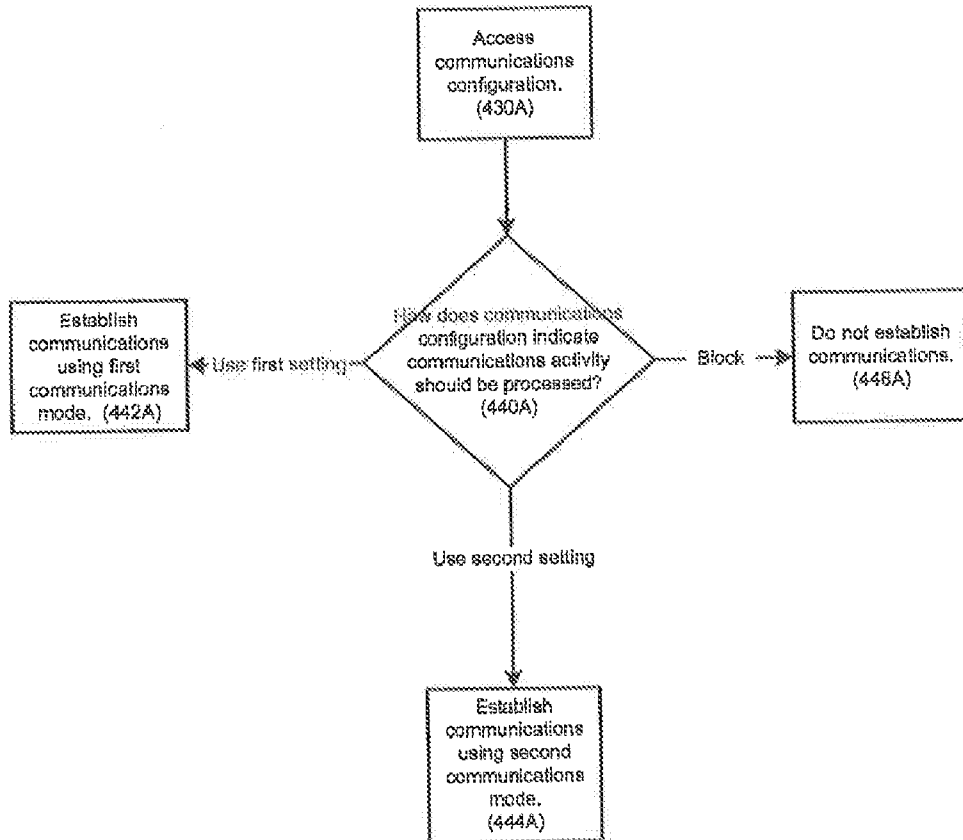 Access
communications
configuration.
(430A)
How does communications
configuration indicate
communications activity
should be processed?
(440A)
Establish
communications
using first
communications
mode. (442A)
Use first setting
Block
Do not establish
communications.
(446A)
Use second setting
Establish
communications
using second
communications
mode.
(444A)